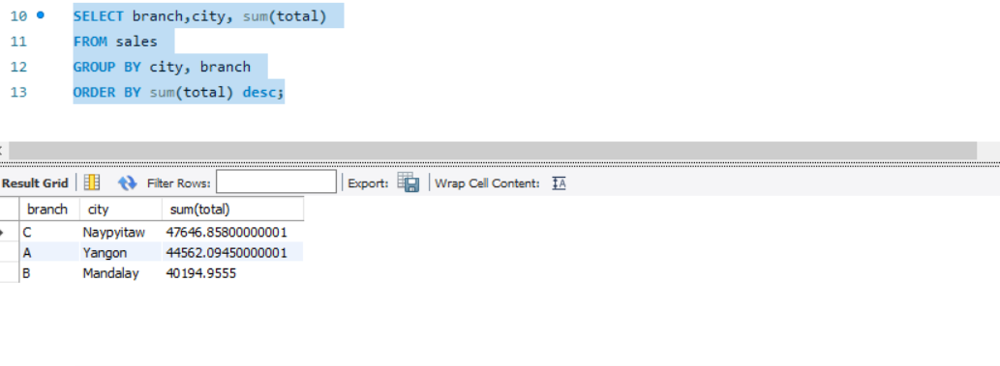 10 SELECT branch,city, sum(total)
11 FROM sales
12 GROUP BY city, branch
13 ORDER BY sum(total) desc;
Result Grid Filter Rows: Export: Wrap Cell Content: IA
branch city sum(total)
C Naypyitaw 47646.85800000001
A Yangon 44562.09450000001
B Mandalay 40194.9555